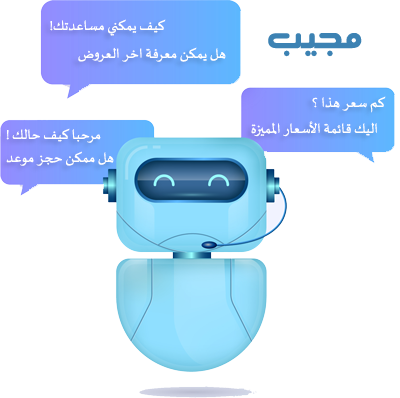 كيف يمكني مساعدتك!
هل يمكن معرفة اخر العروض
مجيب
كم سعر هذا ؟
اليك قائمة الأسعار المميزة
مرحبا كيف حالك !
هل ممكن حجز موعد